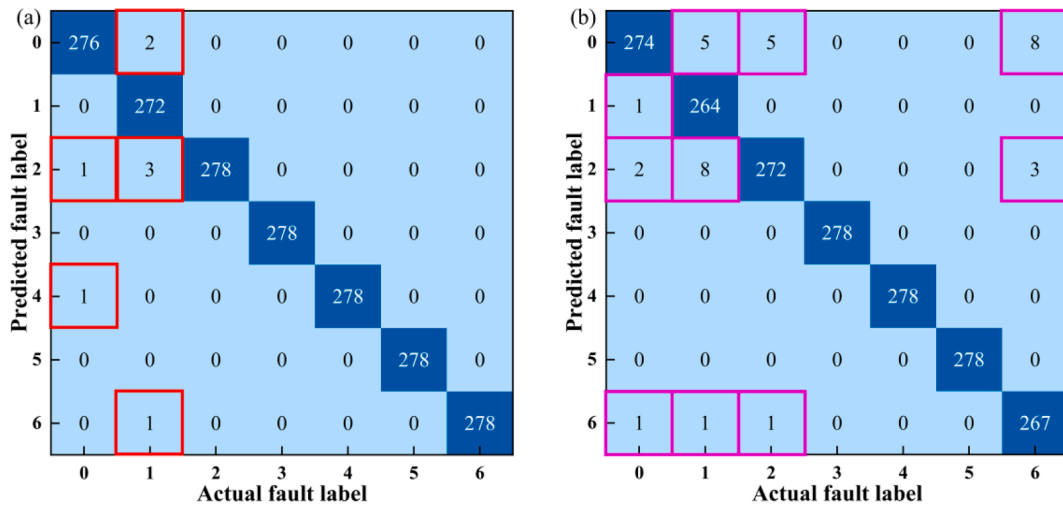 (a)
Predicted fault label
0 276 2 0 0 0 0 0
1 0 272 0 0 0 0 0
2 1 3 278 0 0 0 0
3 0 0 0 278 0 0 0
4 1 0 0 0 278 0 0
5 0 0 0 0 0 278 0
6 0 1 0 0 0 0 278
0 1 2 3 4 5 6
Actual fault label
(b)
Predicted fault label
0 274 5 5 0 0 0 8
1 1 264 0 0 0 0 0
2 2 8 272 0 0 0 3
3 0 0 0 278 0 0 0
4 0 0 0 0 278 0 0
5 0 0 0 0 0 278 0
6 1 1 1 0 0 0 267
0 1 2 3 4 5 6
Actual fault label